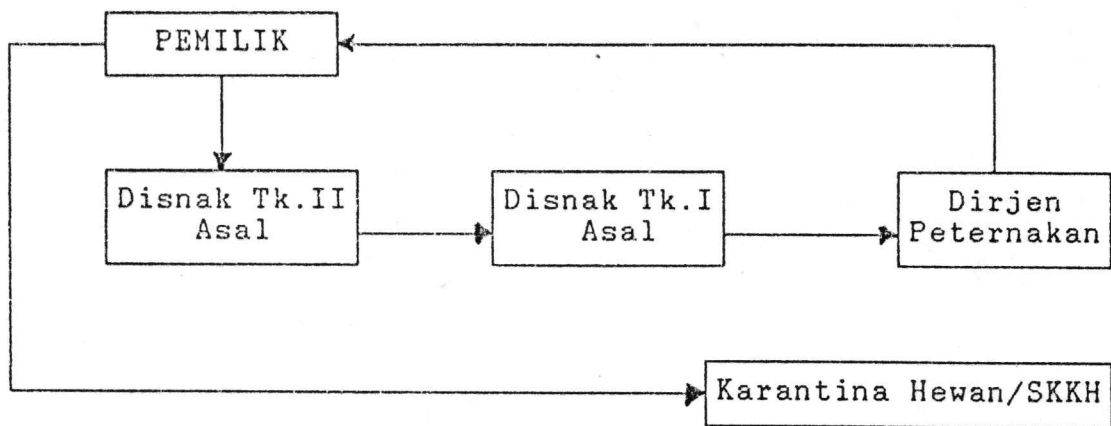 PEMILIK
Disnak Tk.II
Asal
Disnak Tk.I
Asal
Dirjen
Peternakan
Karantina Hewan/SKKH